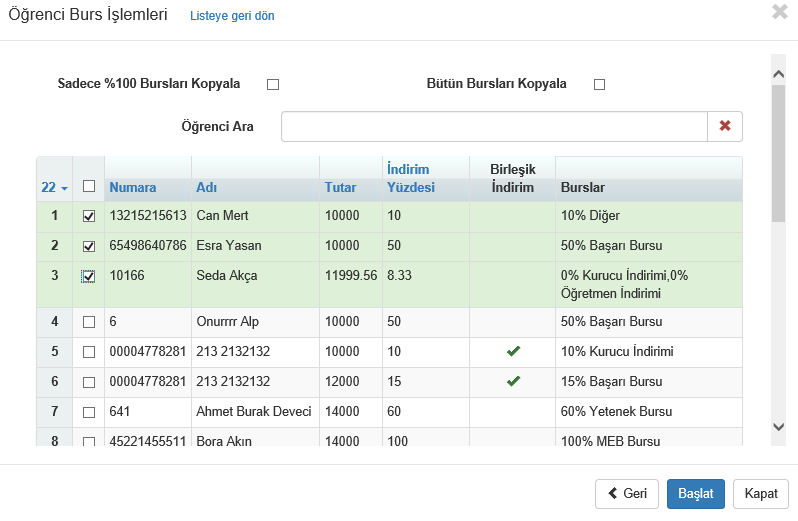 Öğrenci Burs İşlemleri Listeye geri dön
Sadece %100 Bursları Kopyala Bütün Bursları Kopyala
Öğrenci Ara
22 Numara Adı Tutar İndirim Yüzdesi Birleşik İndirim Burslar
1 13215215613 Can Mert 10000 10 10% Diğer
2 65498640786 Esra Yasan 10000 50 50% Başarı Bursu
3 10166 Seda Akça 11999.56 8.33 0% Kurucu İndirimi,0%
Öğretmen İndirimi
4 6 Onurrrr Alp 10000 50 50% Başarı Bursu
5 00004778281 213 2132132 10000 10 10% Kurucu İndirimi
6 00004778281 213 2132132 12000 15 15% Başarı Bursu
7 641 Ahmet Burak Deveci 14000 60 60% Yetenek Bursu
8 45221455511 Bora Akın 14000 100 100% MEB Bursu
Geri Başlat Kapat